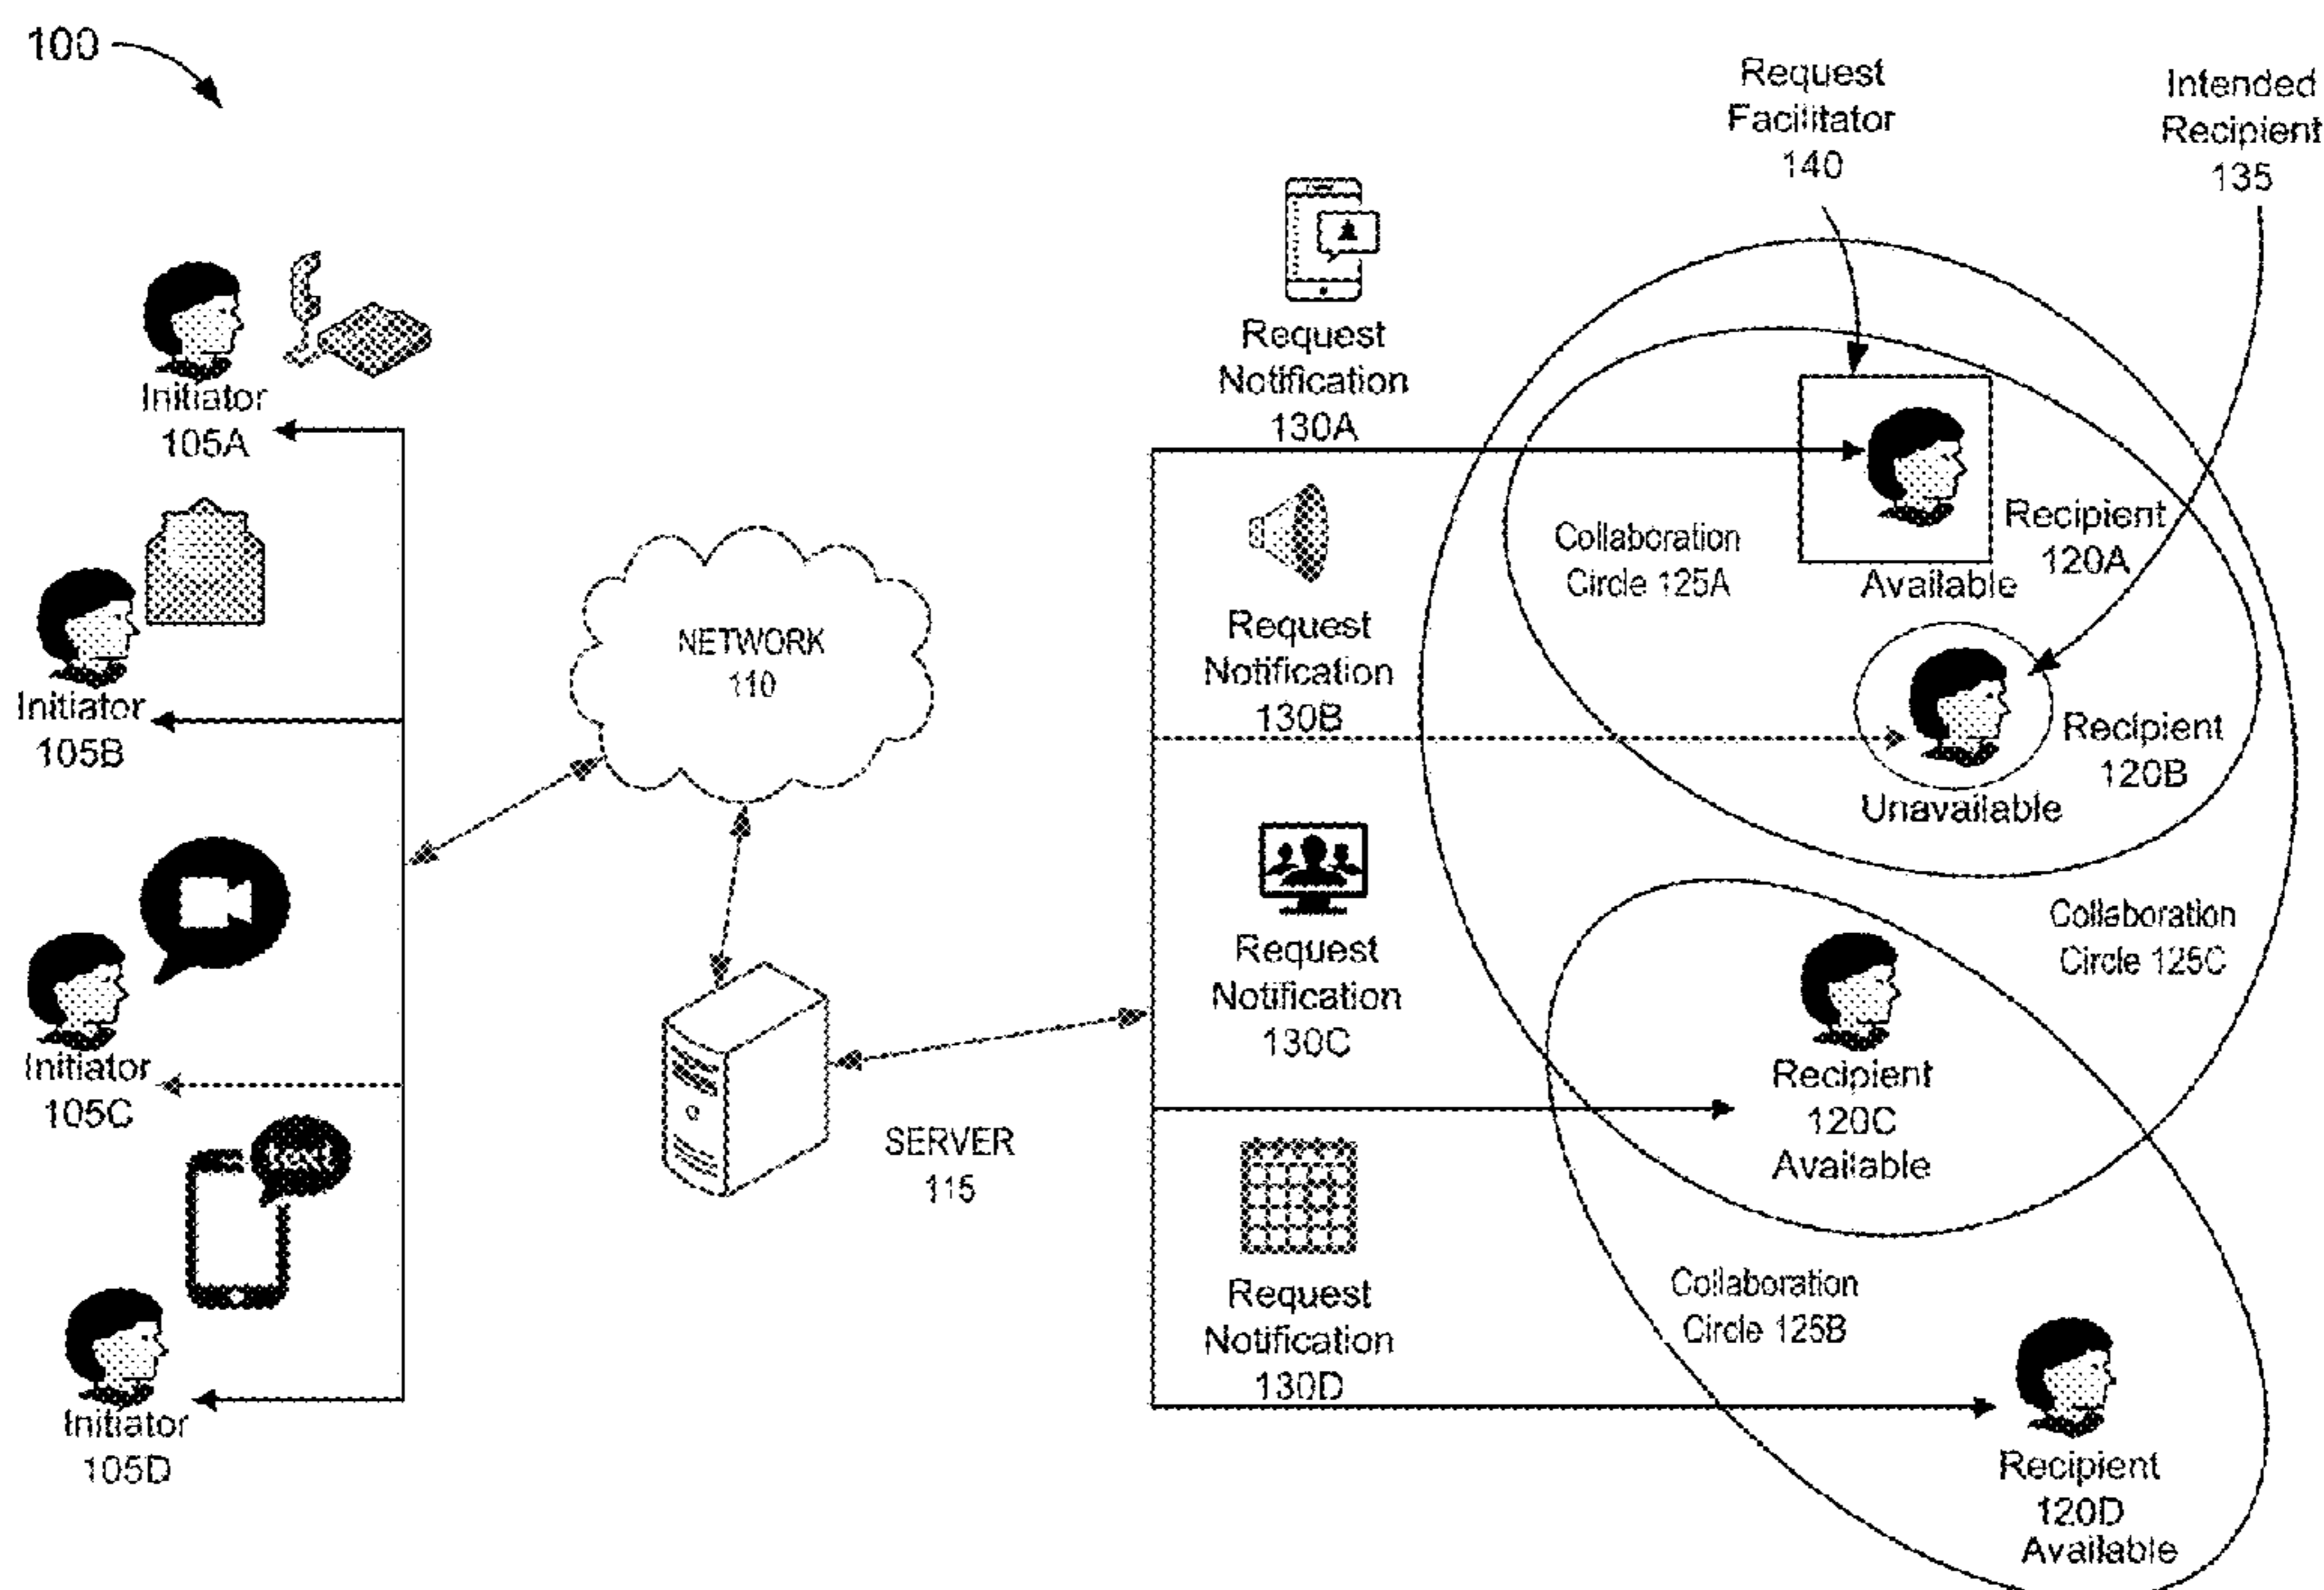 100
Request
Facilitator
140
Intended
Recipient
135
Initiator
105A
Initiator
105B
Initiator
105C
text
Initiator
105D
NETWORK
110
SERVER
115
Request
Notification
130A
Request
Notification
130B
Request
Notification
130C
Request
Notification
130D
Collaboration
Circle 125A
Recipient
120A
Available
Recipient
120B
Unavailable
Collaboration
Circle 125C
Recipient
120C
Available
Collaboration
Circle 125B
Recipient
120D
Available